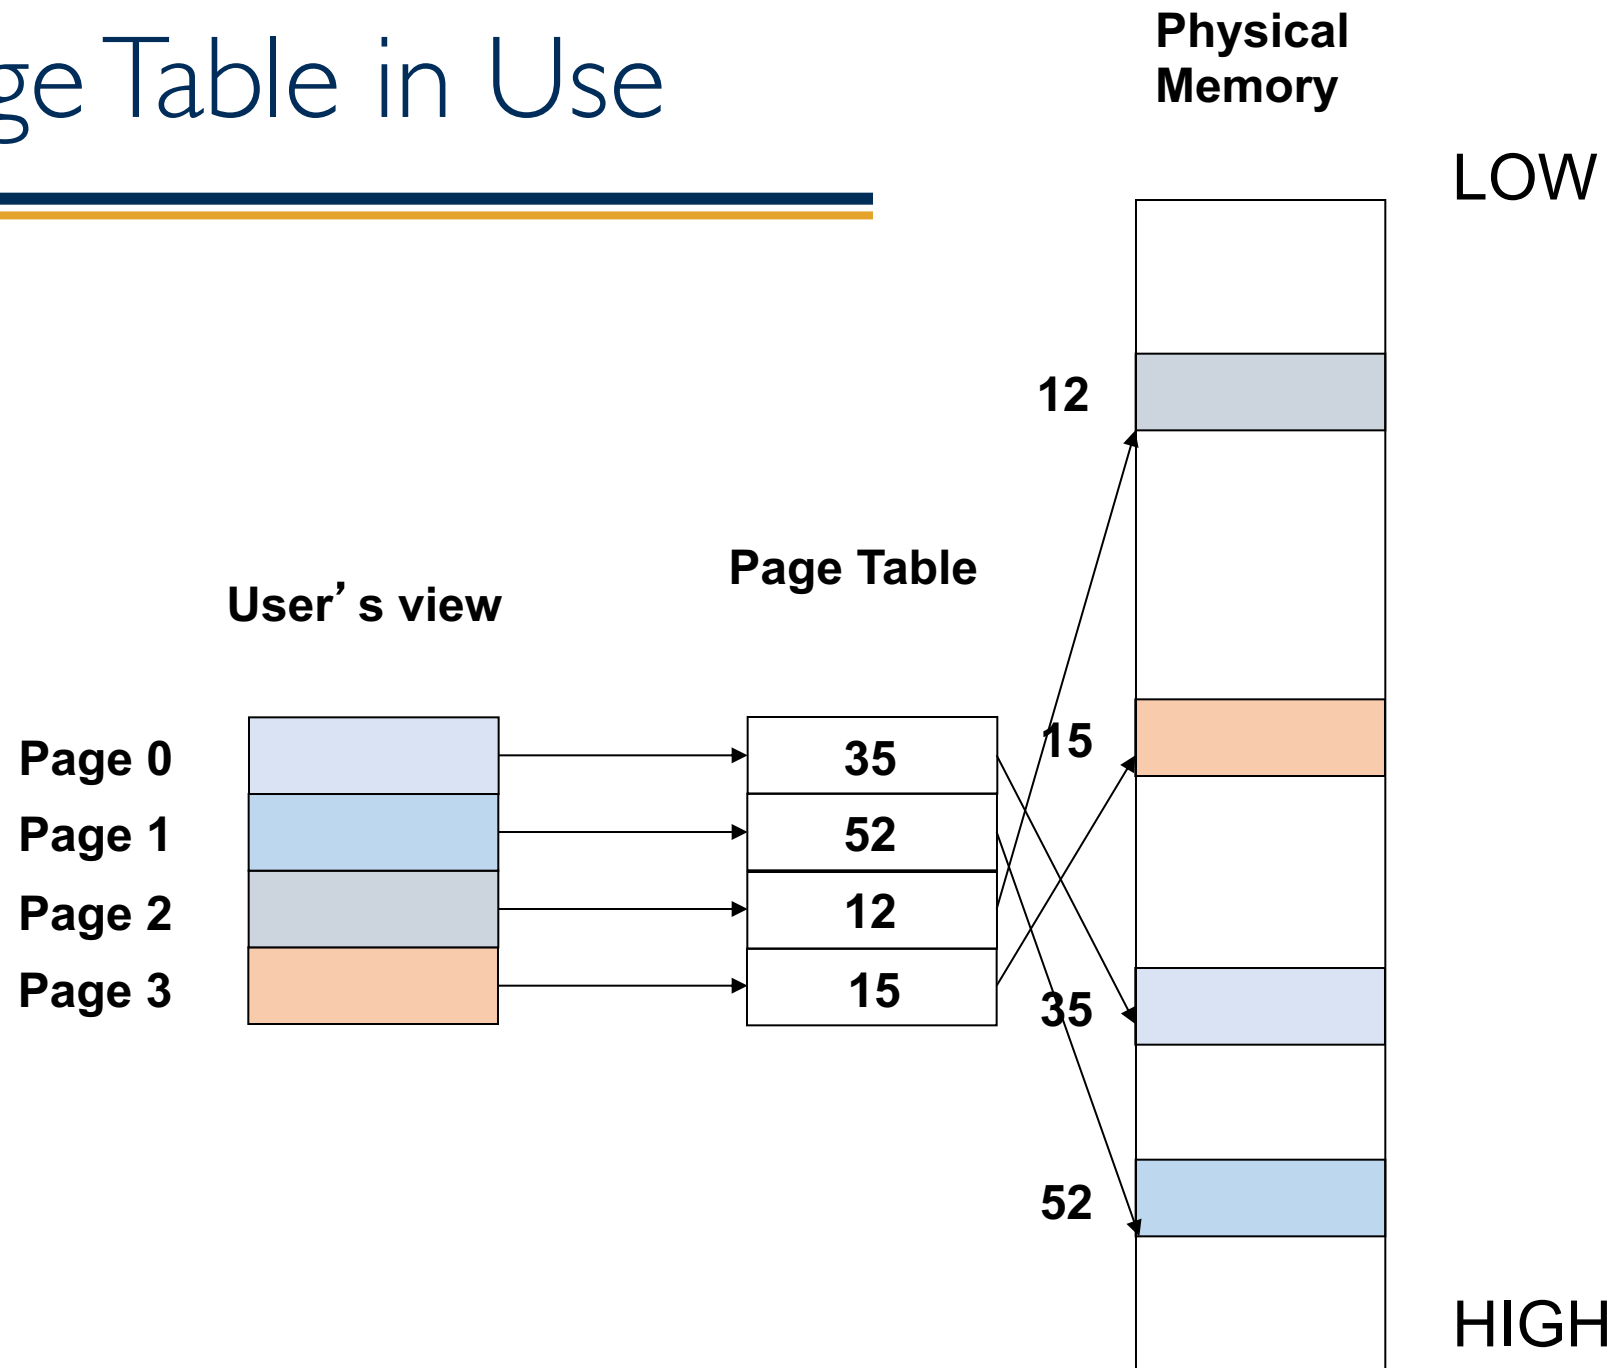 ge Table in Use
Physical
Memory
LOW
12
Page Table
User’ s view
15
Page 0
35
Page 1
52
Page 2
12
Page 3
15
35
52
HIGH